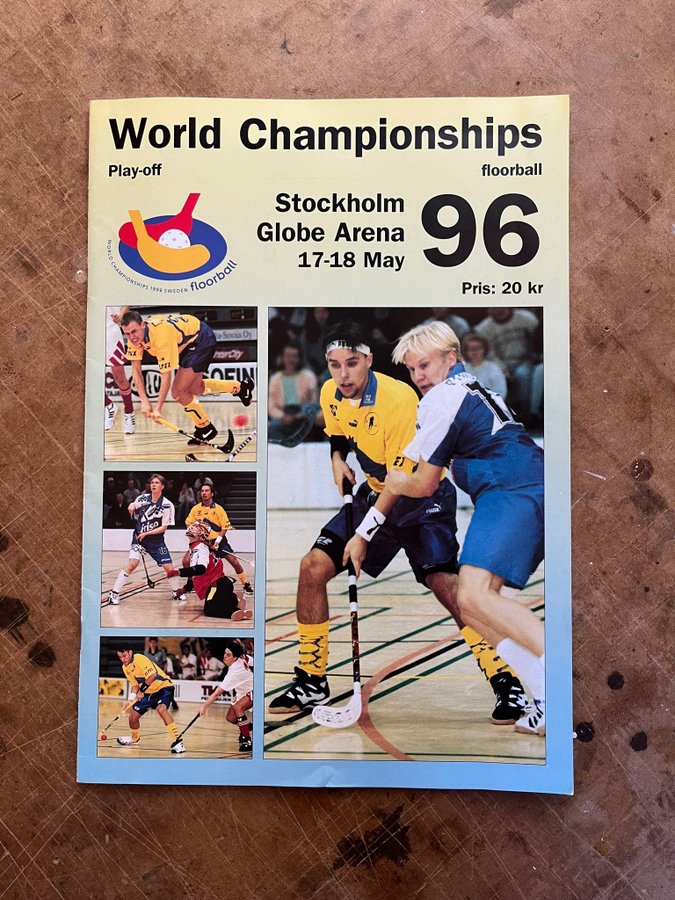 World Championships
Play-off
floorball
Stockholm
Globe Arena
17-18 May
96
Pris: 20 kr
WORLD CHAMPIONSHIPS 1996 SWEDEN floorball